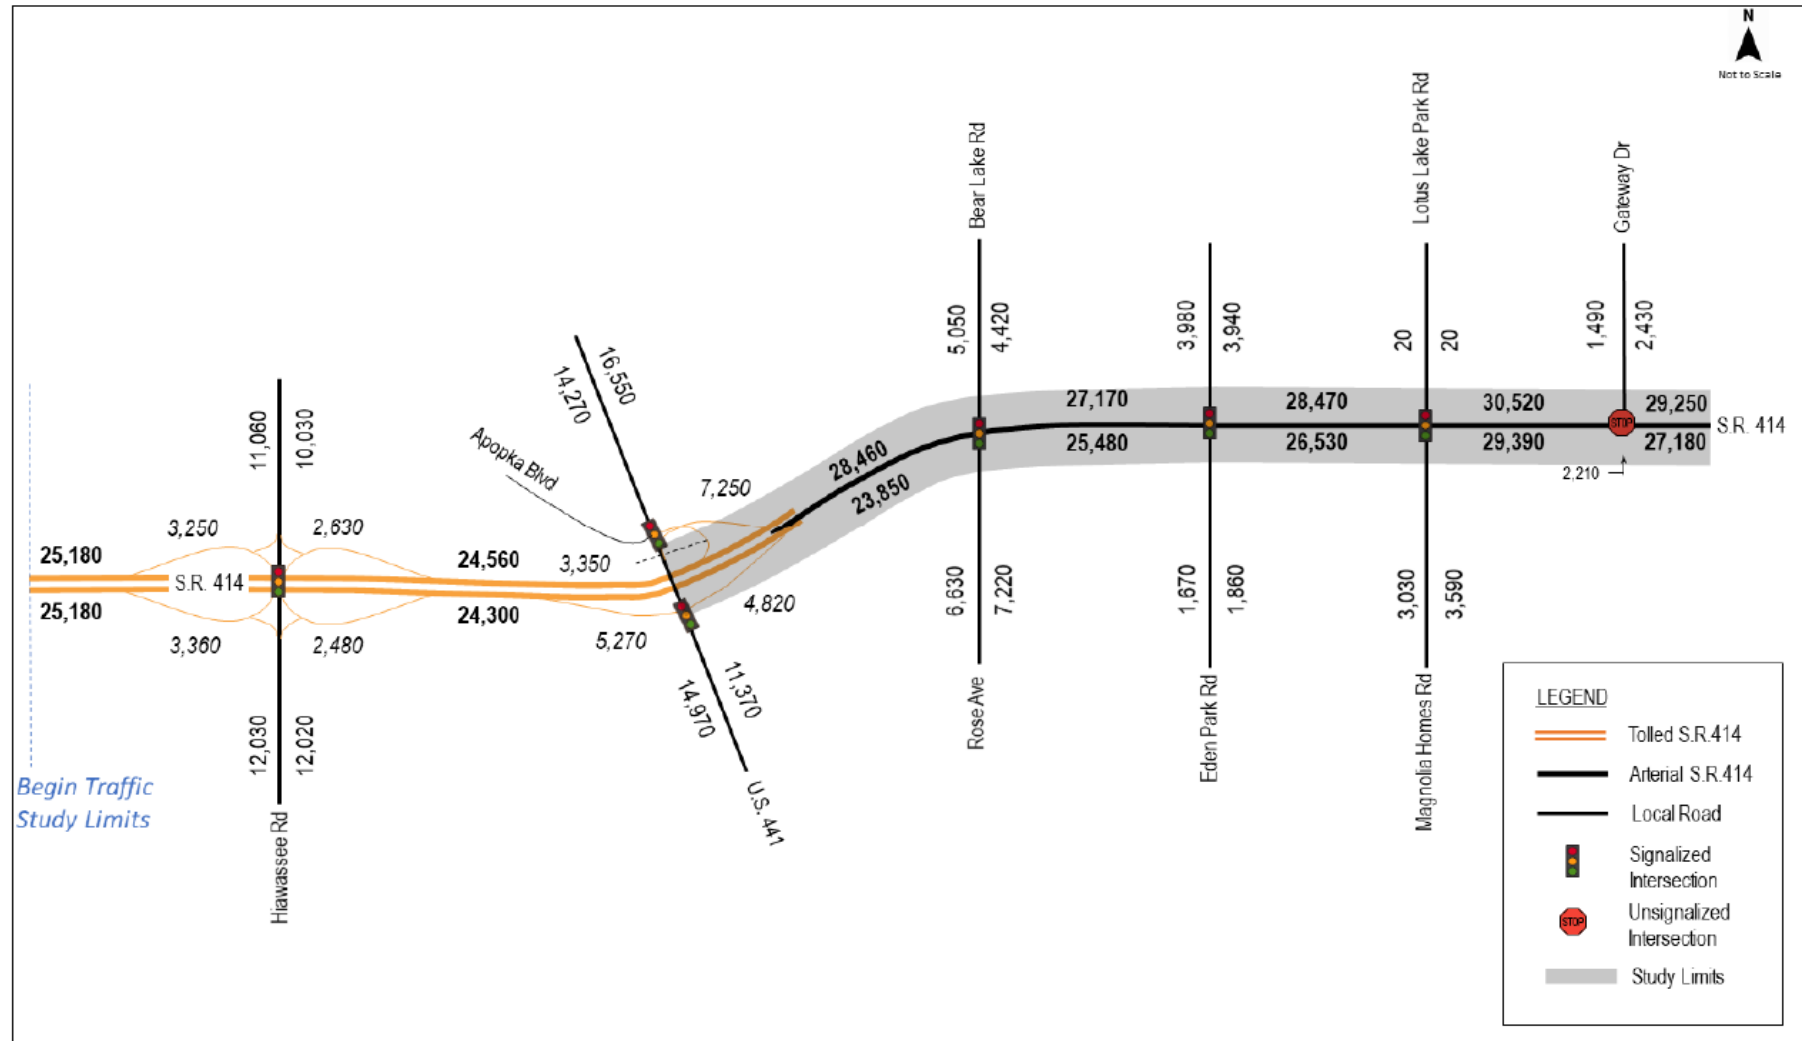 N
Not to Scale
Bear Lake Rd
Lotus Lake Park Rd
Gateway Dr
5,050
4,420
3,980
3,940
20
20
1,490
2,430
16,550
14,270
11,060
10,030
Apopka Blvd
27,170
28,470
30,520
29,250
S.R. 414
25,480
26,530
29,390
27,180
2,210
28,460
23,850
7,250
3,350
4,820
5,270
3,250
2,630
25,180
24,560
S.R. 414
25,180
24,300
3,360
2,480
6,630
7,220
1,670
1,860
3,030
3,590
11,370
14,970
12,030
12,020
Rose Ave
Eden Park Rd
Magnolia Homes Rd
U.S. 441
Hiawassee Rd
Begin Traffic
Study Limits
LEGEND
Tolled S.R.414
Arterial S.R.414
Local Road
Signalized
Intersection
STOP
STOP
Unsignalized
Intersection
Study Limits